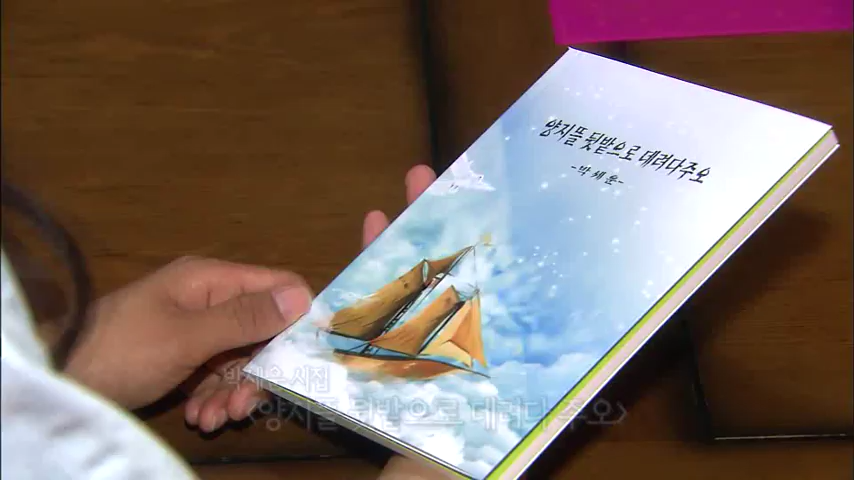 양지뜰 뒷밭으로 데려다주오
-박채윤-
박채운 시집
<양지뜰 뒷밭으로 데려다 주오>